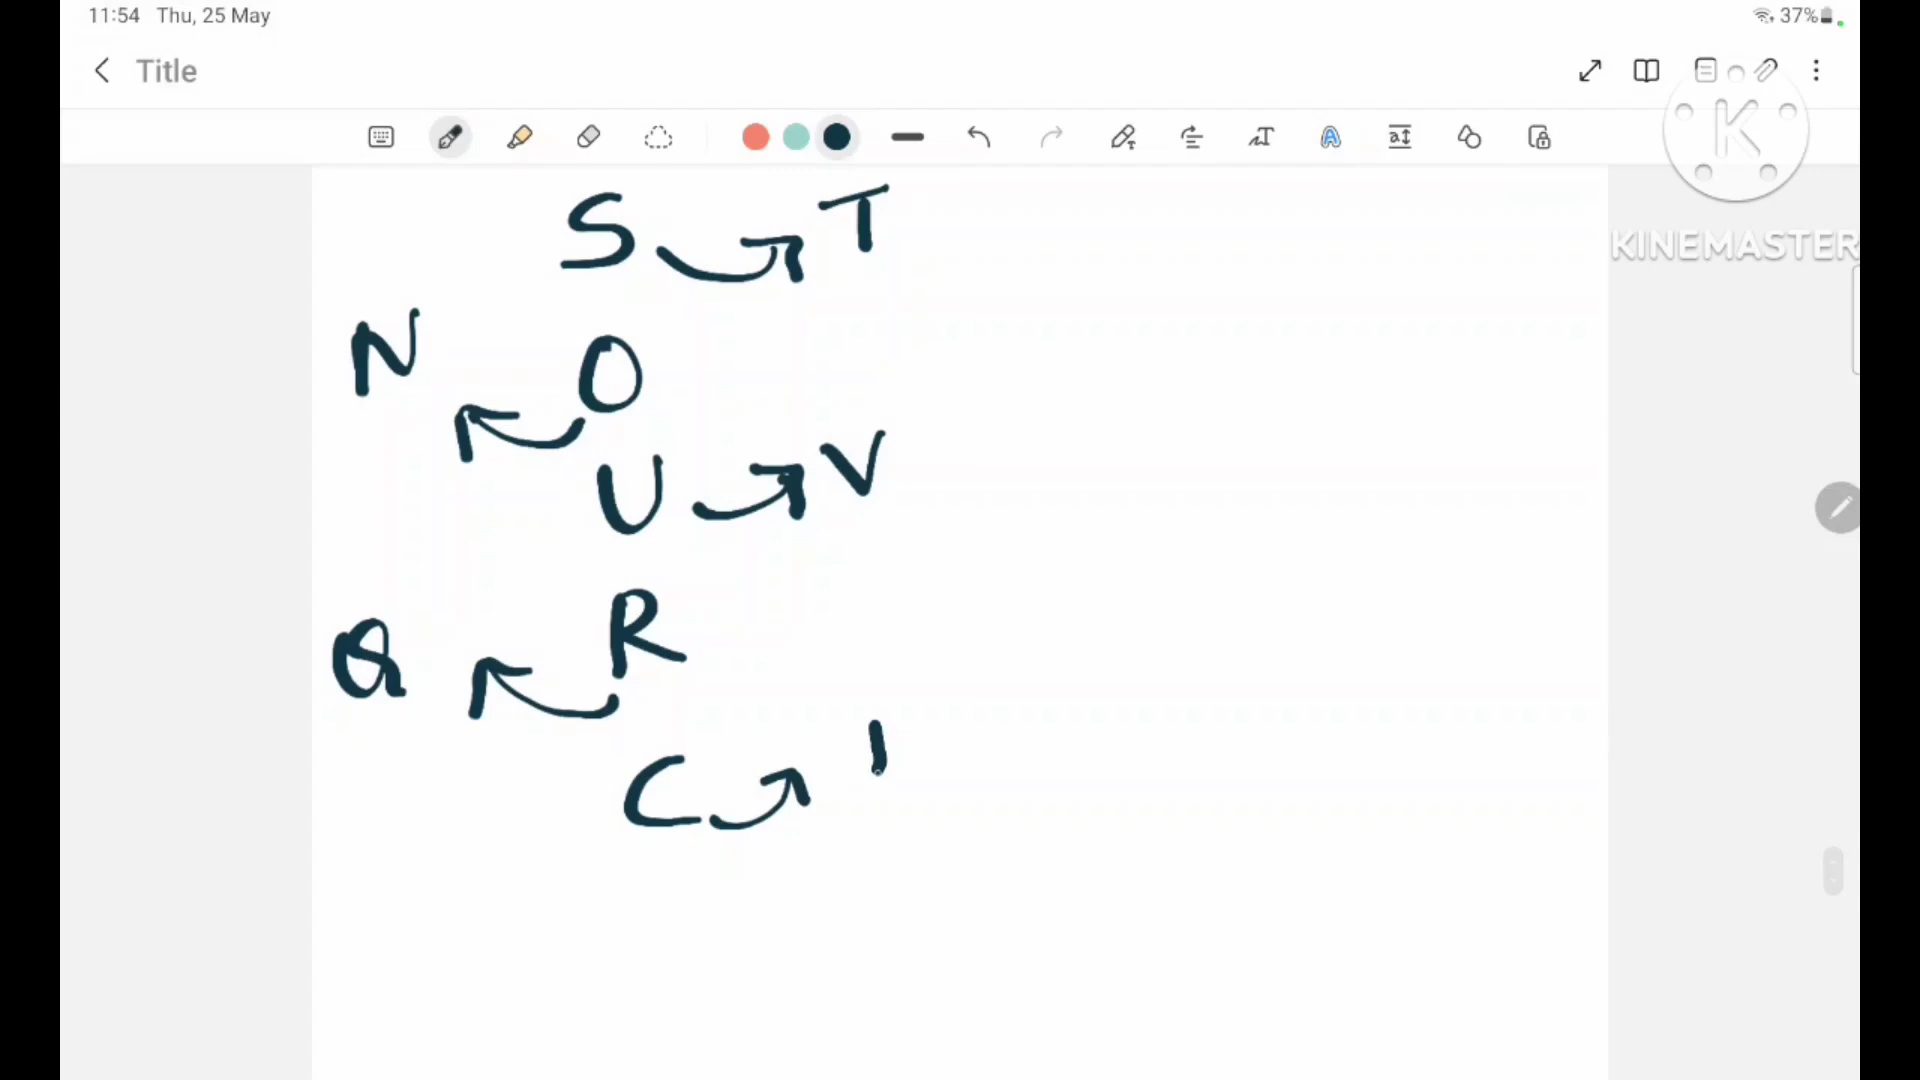 11:54 Thu, 25 May
37%
Title
K
KINEMASTER
S T
N O
U V
Q R
C